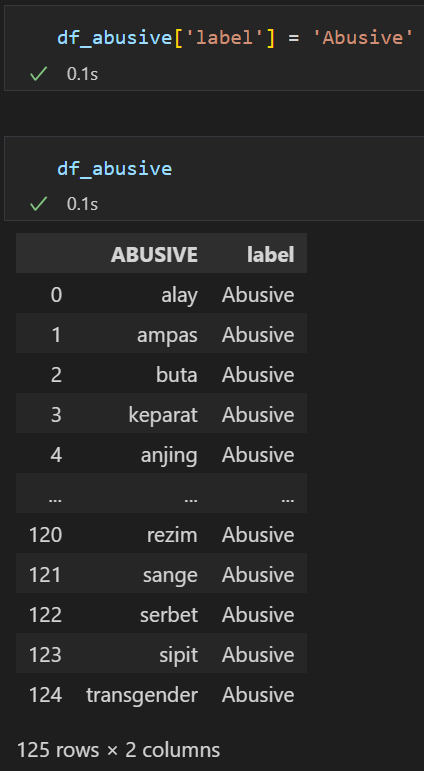 df_abusive['label'] = 'Abusive'
0.1s
df_abusive
0.1s
ABUSIVE label
0 alay Abusive
1 ampas Abusive
2 buta Abusive
3 keparat Abusive
4 anjing Abusive
... ... ...
120 rezim Abusive
121 sange Abusive
122 serbet Abusive
123 sipit Abusive
124 transgender Abusive
125 rows × 2 columns